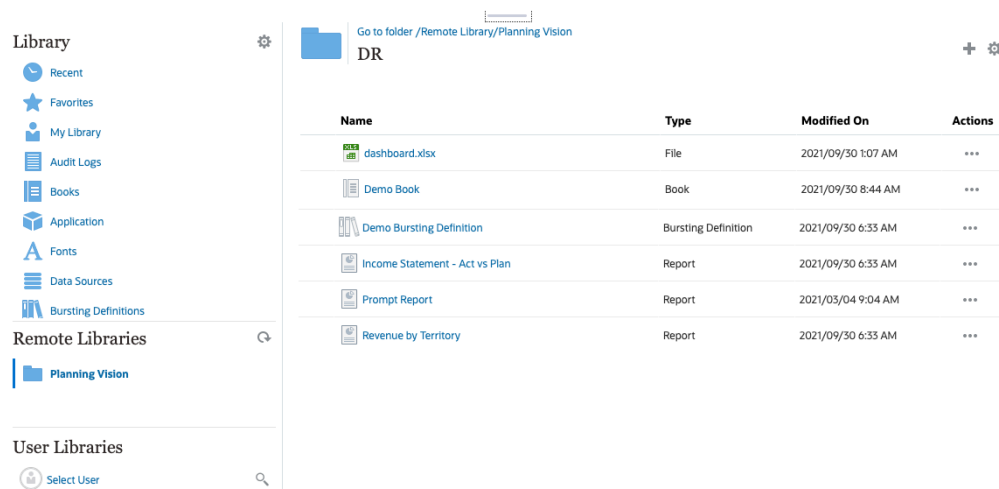 Library
Recent
Favorites
My Library
Audit Logs
Books
Application
Fonts
Data Sources
Bursting Definitions
Remote Libraries
Planning Vision
User Libraries
Select User
Go to folder /Remote Library/Planning Vision
DR
Name Type Modified On Actions
XLS dashboard.xlsx File 2021/09/30 1:07 AM
Demo Book Book 2021/09/30 8:44 AM
Demo Bursting Definition Bursting Definition 2021/09/30 6:33 AM
Income Statement - Act vs Plan Report 2021/09/30 6:33 AM
Prompt Report Report 2021/03/04 9:04 AM
Revenue by Territory Report 2021/09/30 6:33 AM